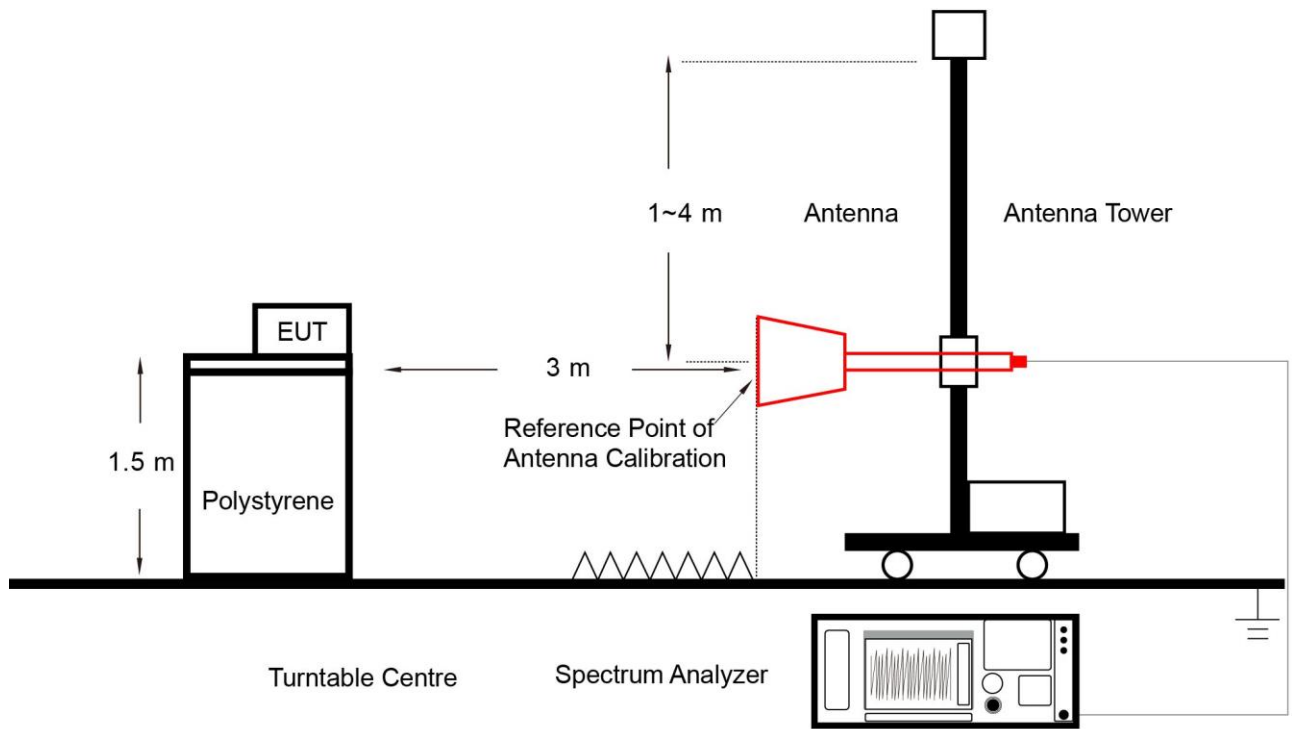 1~4 m
Antenna
Antenna Tower
EUT
3 m
Reference Point of
Antenna Calibration
1.5 m
Polystyrene
Turntable Centre
Spectrum Analyzer